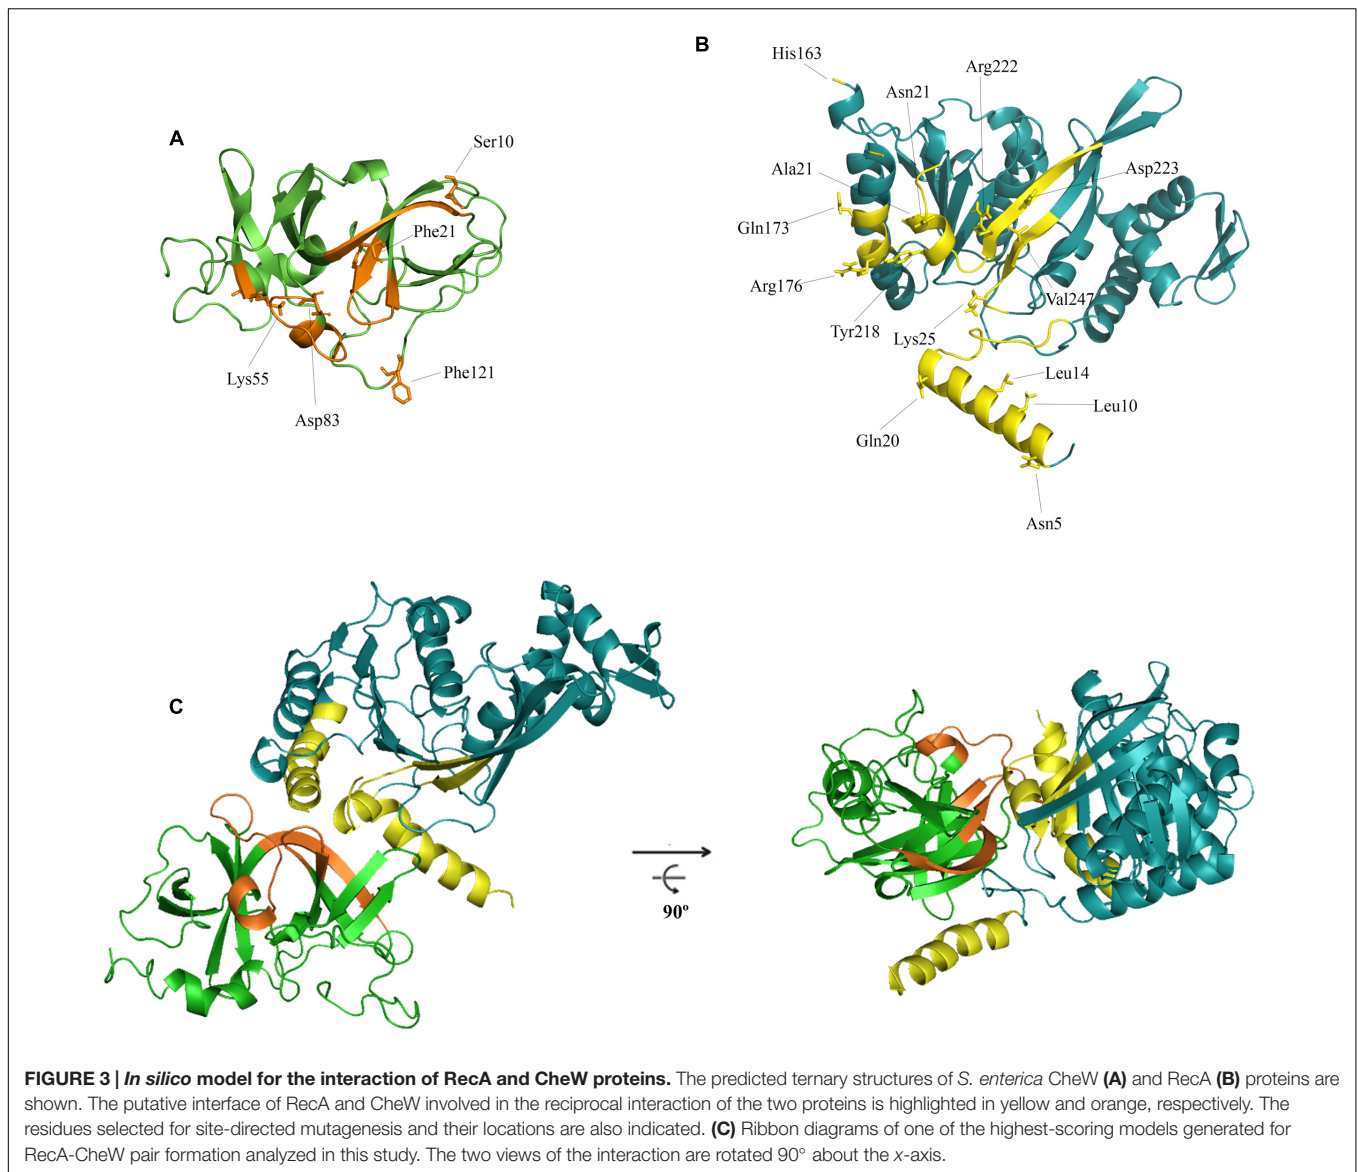 A
Ser10
Phe21
Lys55
Asp83
Phe121
B
His163
Arg222
Asn21
Ala21
Asp223
Gln173
Arg176
Tyr218
Lys25
Val247
Leu14
Leu10
Gln20
Asn5
C
90º
FIGURE 3 | In silico model for the interaction of RecA and CheW proteins. The predicted ternary structures of S. enterica CheW (A) and RecA (B) proteins are
shown. The putative interface of RecA and CheW involved in the reciprocal interaction of the two proteins is highlighted in yellow and orange, respectively. The
residues selected for site-directed mutagenesis and their locations are also indicated. (C) Ribbon diagrams of one of the highest-scoring models generated for
RecA-CheW pair formation analyzed in this study. The two views of the interaction are rotated 90° about the x-axis.